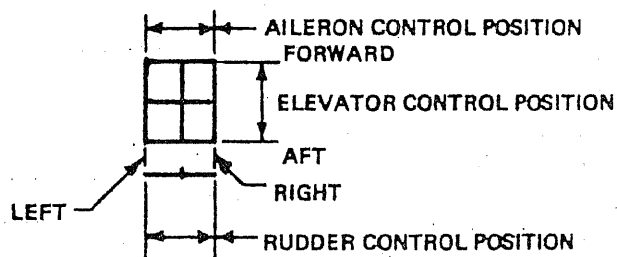 AILERON CONTROL POSITION
FORWARD
ELEVATOR CONTROL POSITION
AFT
RIGHT
LEFT
RUDDER CONTROL POSITION